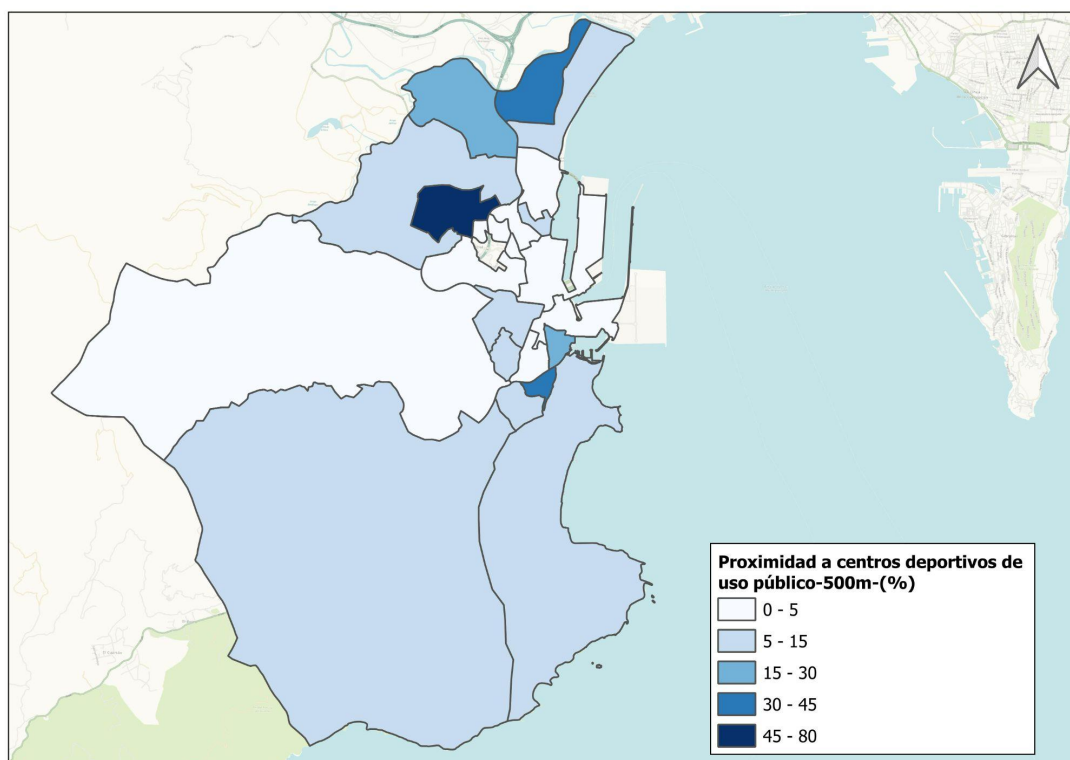 Proximidad a centros deportivos de
uso público-500m-(%)
0 - 5
5 - 15
15 - 30
30 - 45
45 - 80